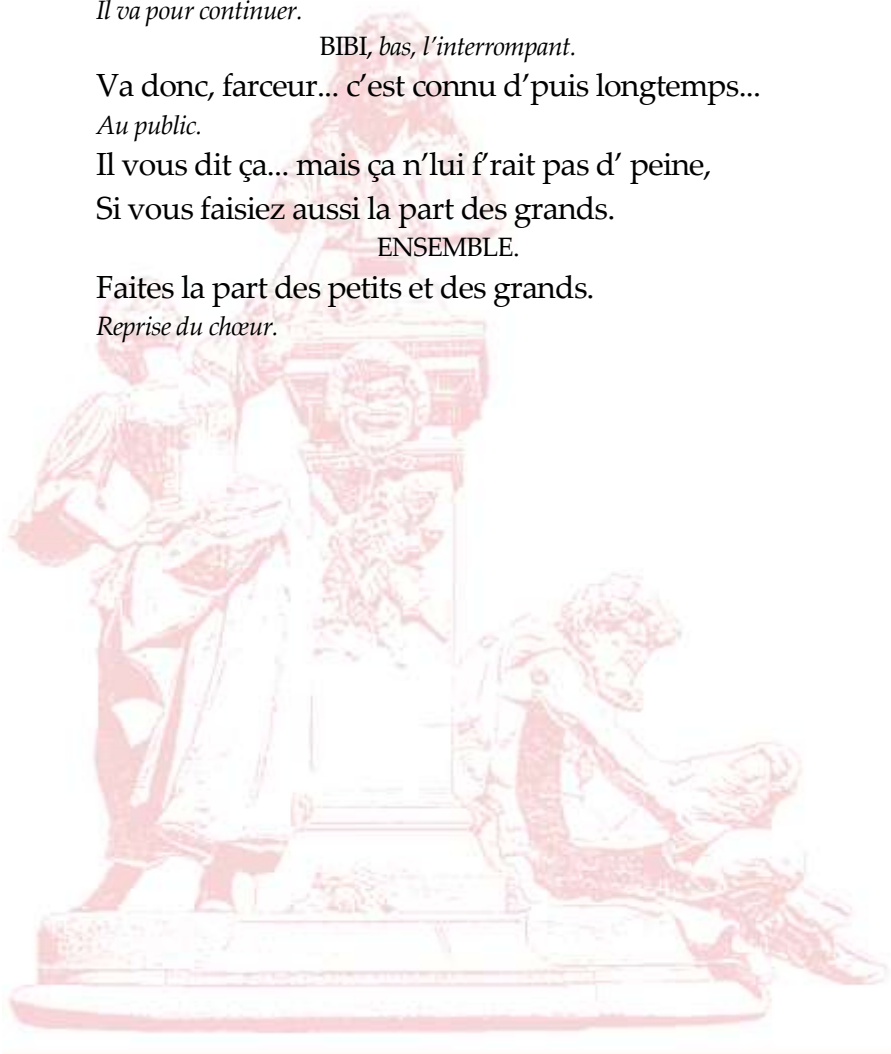 Il va pour continuer.
BIBI, bas, l’interrompant.
Va donc, farceur... c’est connu d’puis longtemps...
Au public.
Il vous dit ça... mais ça n’lui f’rait pas d’ peine,
Si vous faisiez aussi la part des grands.
ENSEMBLE.
Faites la part des petits et des grands.
Reprise du chœur.